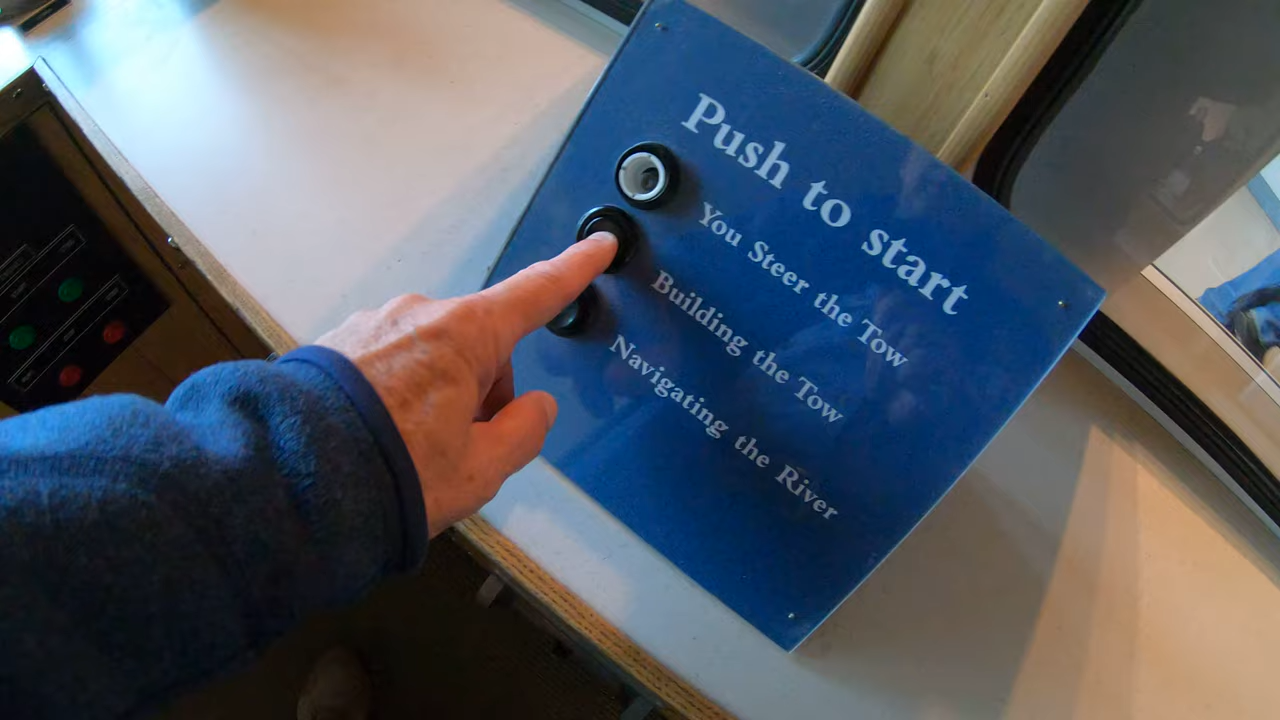 Push to start
You Steer the Tow
Building the Tow
Navigating the River